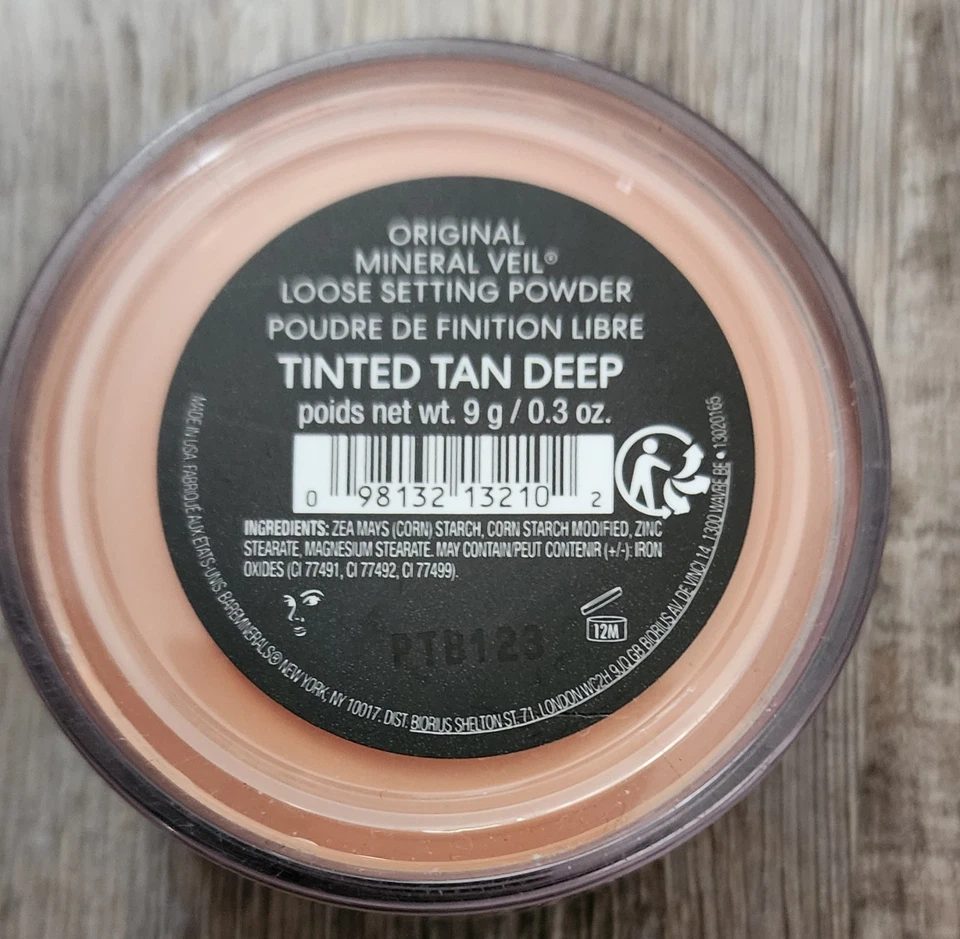 ORIGINAL
MINERAL VEIL®
LOOSE SETTING POWDER
POUDRE DE FINITION LIBRE
TINTED TAN DEEP
poids net wt. 9 g / 0.3 oz.
0 98132 13210 2
INGREDIENTS: ZEA MAYS (CORN) STARCH, CORN STARCH MODIFIED, ZINC
STEARATE, MAGNESIUM STEARATE. MAY CONTAIN/PEUT CONTENIR (+/-): IRON
OXIDES (CI 77491, CI 77492, CI 77499).
12M
PTB123
MADE IN USA FABRIQUÉ AUX ÉTATS-UNIS. BAREMINERALS® NEW YORK, NY 10017. DIST. BIORIUS SHELTON ST. 71, LONDON WC2H 9JQ GB BIORIUS AV. DE VINCI 14, 1300 WAVRE BE • 13020165